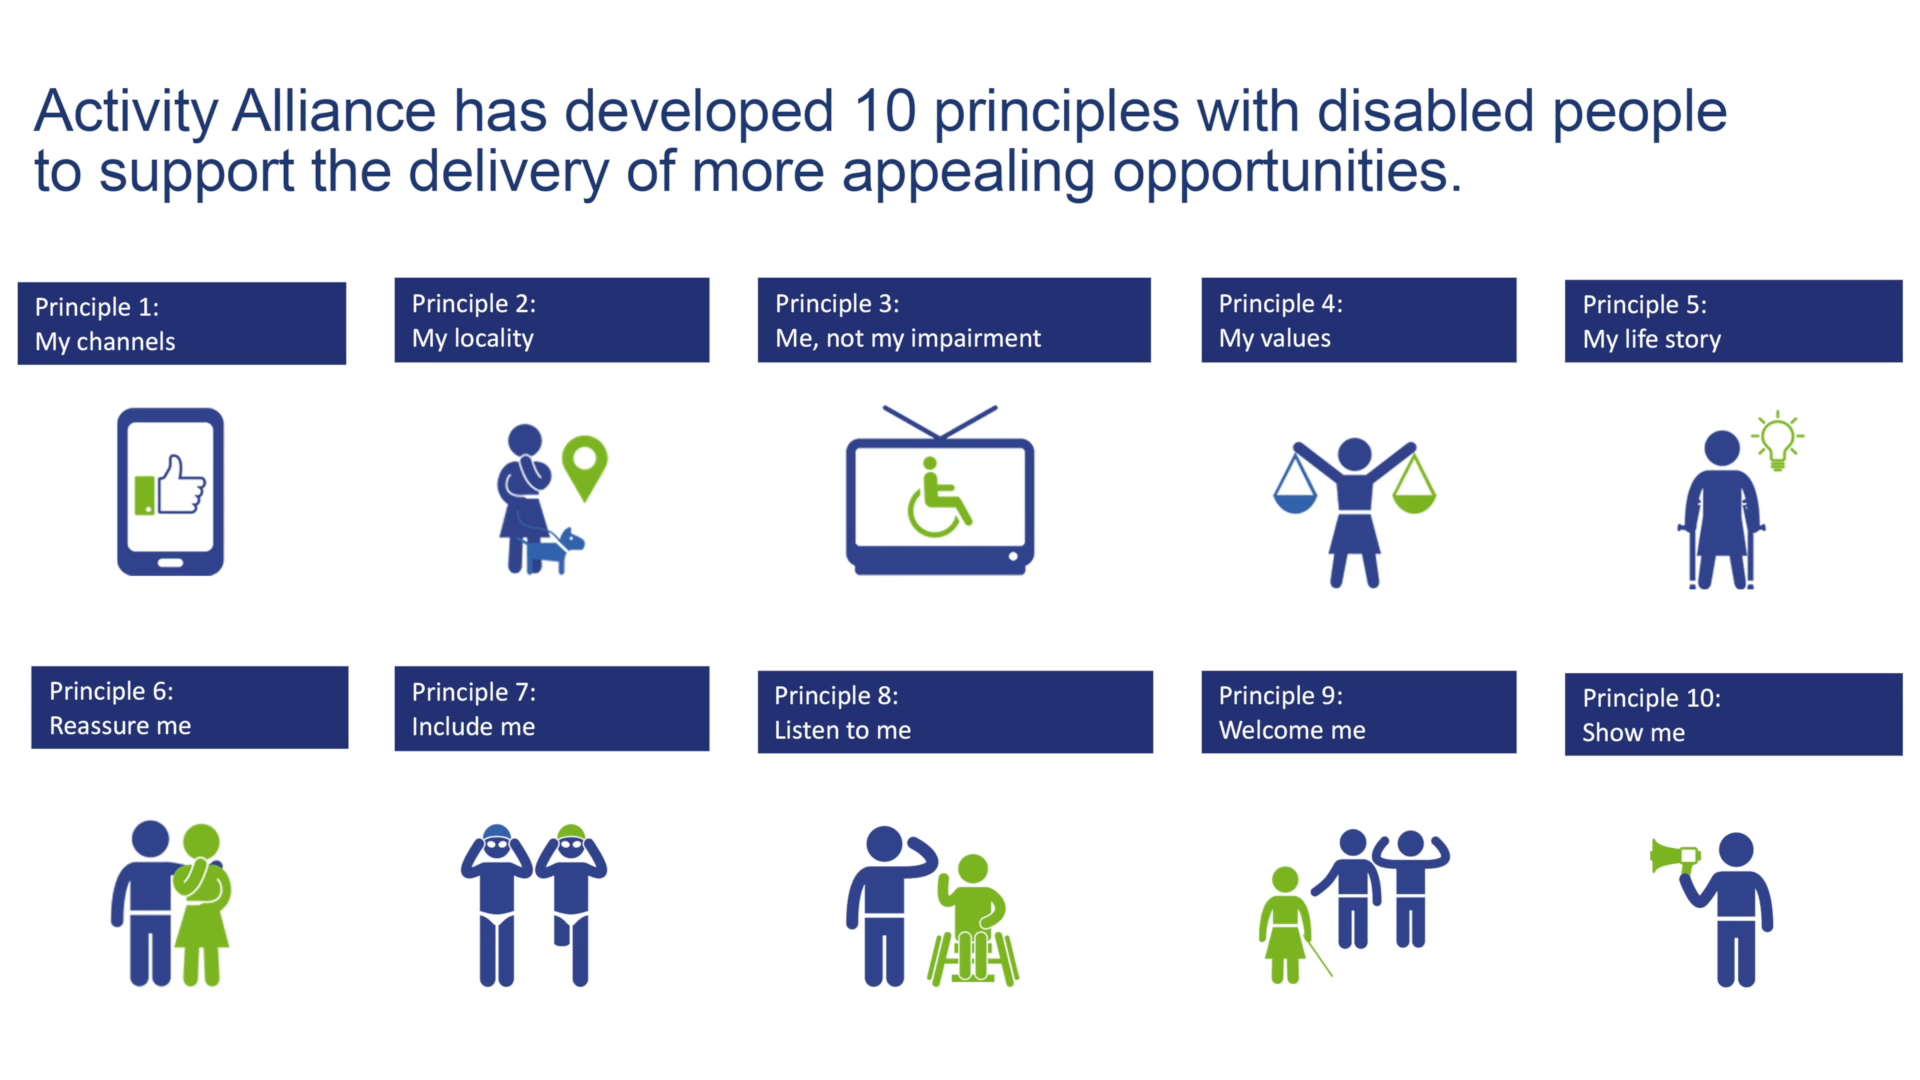 Activity Alliance has developed 10 principles with disabled people
to support the delivery of more appealing opportunities.
Principle 1:
My channels
Principle 2:
My locality
Principle 3:
Me, not my impairment
Principle 4:
My values
Principle 5:
My life story
Principle 6:
Reassure me
Principle 7:
Include me
Principle 8:
Listen to me
Principle 9:
Welcome me
Principle 10:
Show me